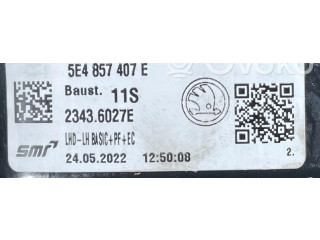 5E4 857 407 E
Baust. 11S
2343.6027E
LHD-LH BASIC+PF+EC
smr
24.05.2022 12:50:08
2.